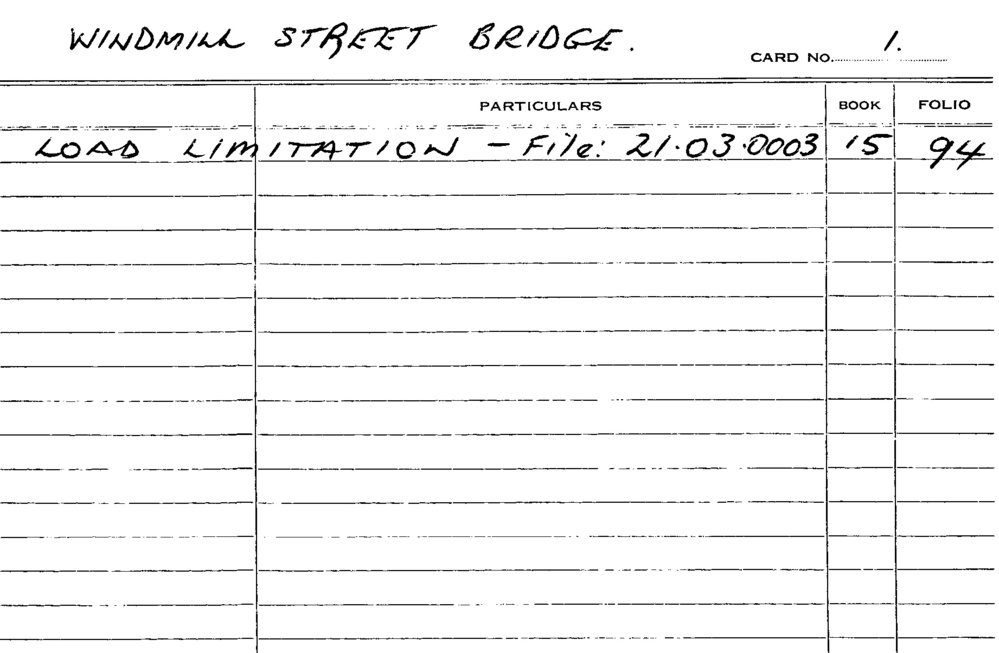 WINDMILL STREET BRIDGE.
CARD No. 1.
PARTICULARS BOOK FOLIO
LOAD LIMITATION - File: 21.03.0003 15 94